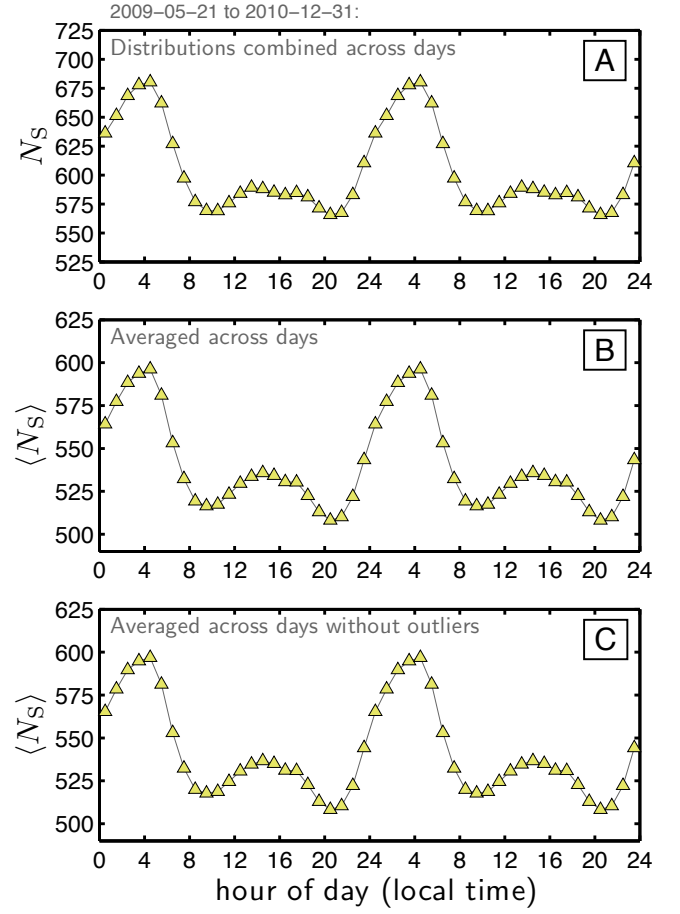 2009−05−21 to 2010−12−31:
Distributions combined across days
A
725
700
675
650
625
600
575
550
525
N_S
0 4 8 12 16 20 24 4 8 12 16 20 24
Averaged across days
B
625
600
575
550
525
500
⟨N_S⟩
0 4 8 12 16 20 24 4 8 12 16 20 24
Averaged across days without outliers
C
625
600
575
550
525
500
⟨N_S⟩
0 4 8 12 16 20 24 4 8 12 16 20 24
hour of day (local time)